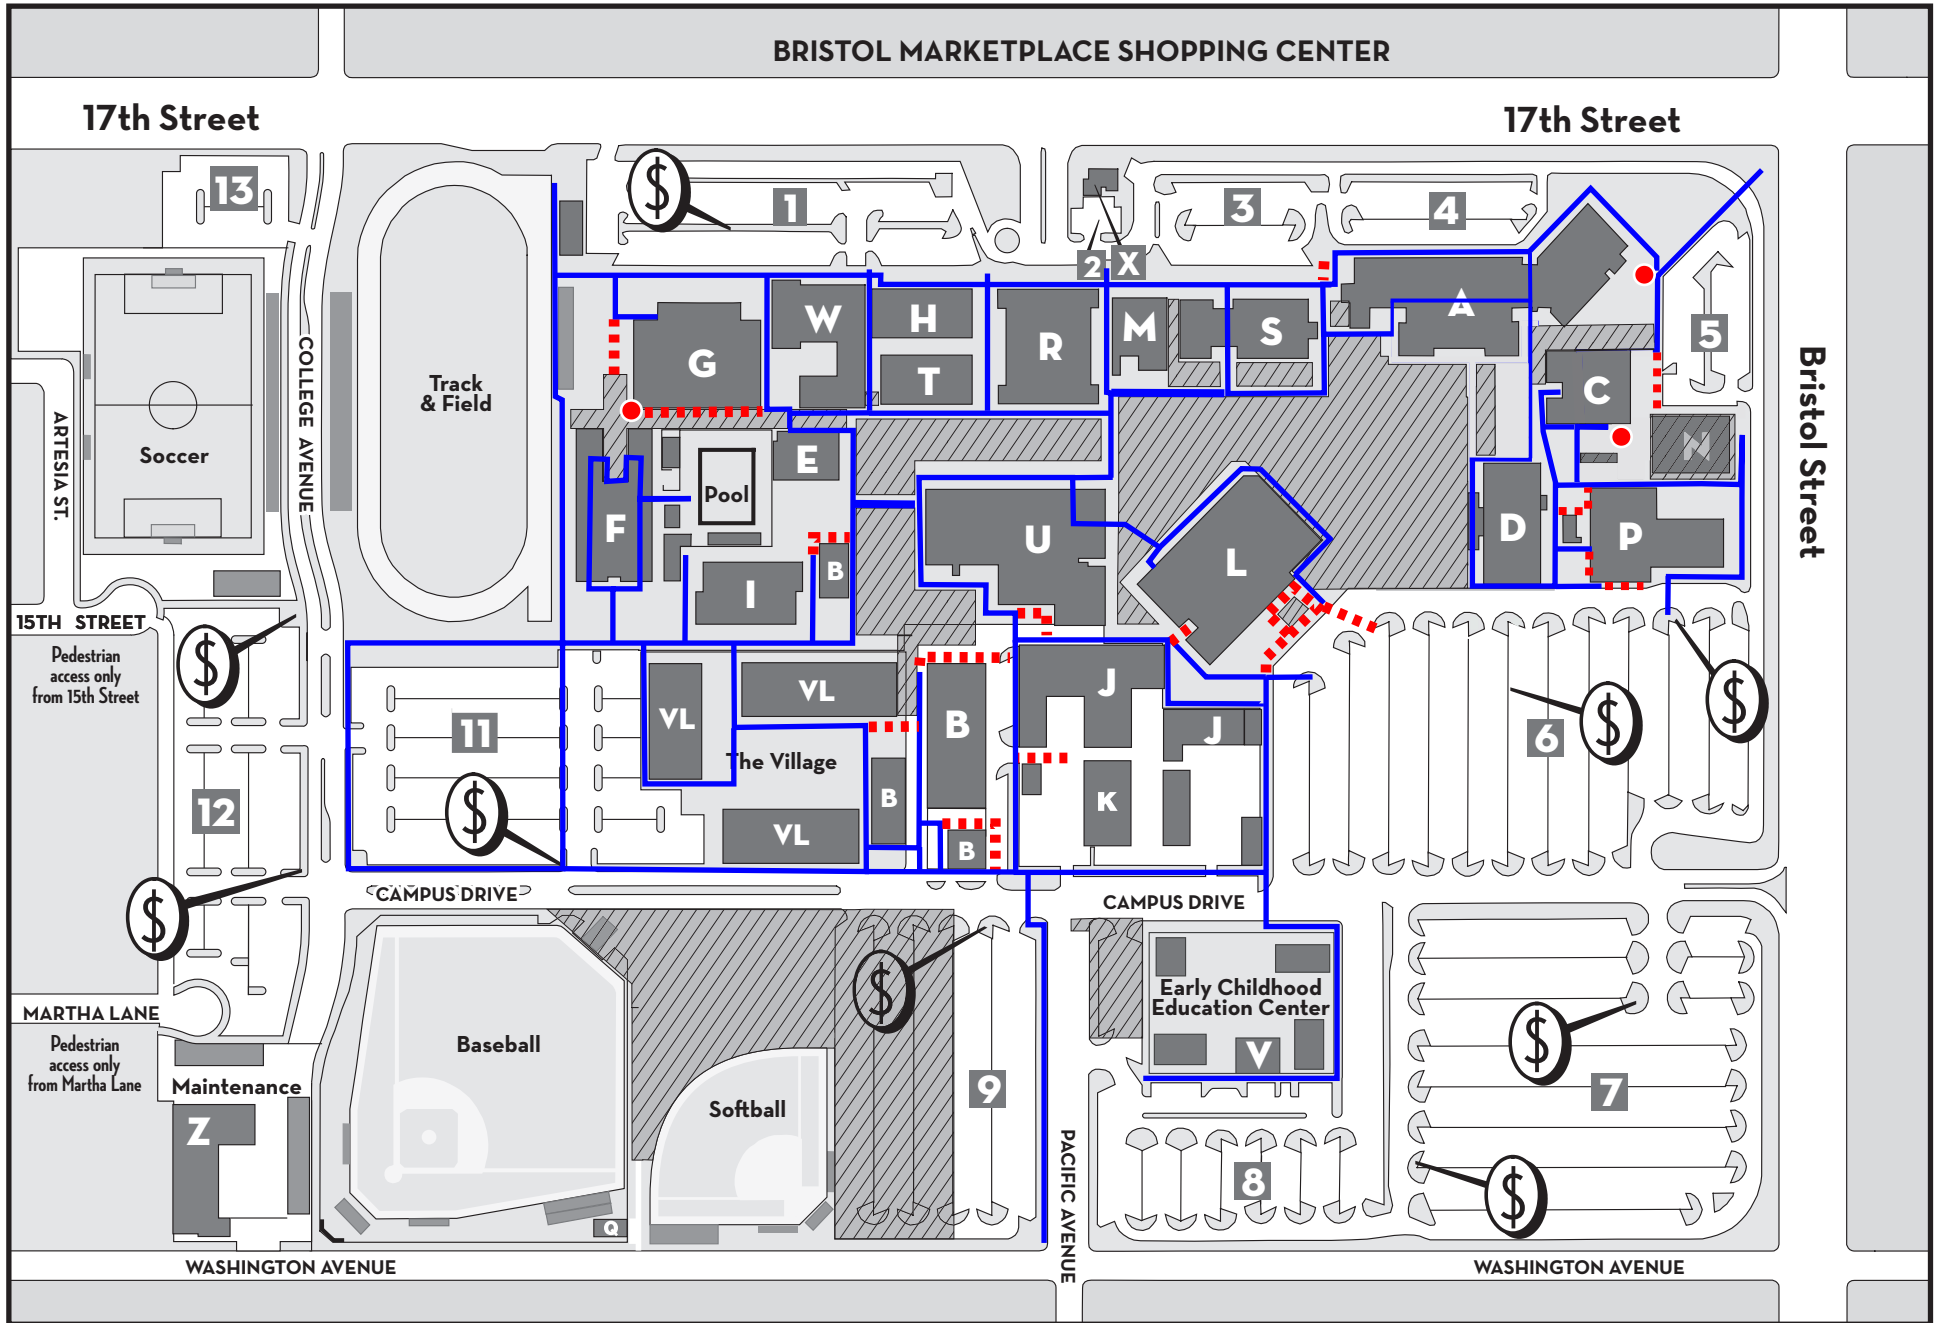 BRISTOL MARKETPLACE SHOPPING CENTER
17th Street
17th Street
13
$
1
3
4
2
X
5
COLLEGE AVENUE
Track
& Field
G
W
H
T
R
M
S
A
C
N
Bristol Street
ARTESIA ST.
Soccer
E
Pool
F
U
L
D
P
I
B
15TH STREET
Pedestrian
access only
from 15th Street
$
11
VL
VL
The Village
VL
B
B
B
J
J
K
6
$
$
12
$
$
CAMPUS DRIVE
CAMPUS DRIVE
MARTHA LANE
Pedestrian
access only
from Martha Lane
Maintenance
Z
Baseball
Softball
Q
$
9
PACIFIC AVENUE
Early Childhood
Education Center
V
8
7
$
$
WASHINGTON AVENUE
WASHINGTON AVENUE